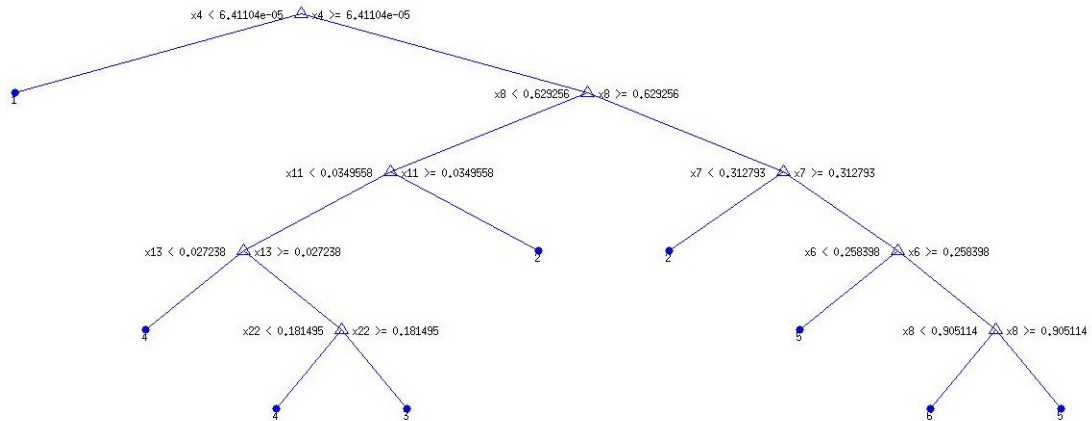 x4 < 6.41104e-05 x4 >= 6.41104e-05
1
x8 < 0.629256 x8 >= 0.629256
x11 < 0.0349558 x11 >= 0.0349558
x7 < 0.312793 x7 >= 0.312793
x13 < 0.027238 x13 >= 0.027238
2
2
x6 < 0.258398 x6 >= 0.258398
4
x22 < 0.181495 x22 >= 0.181495
5
x8 < 0.905114 x8 >= 0.905114
4
3
6
5